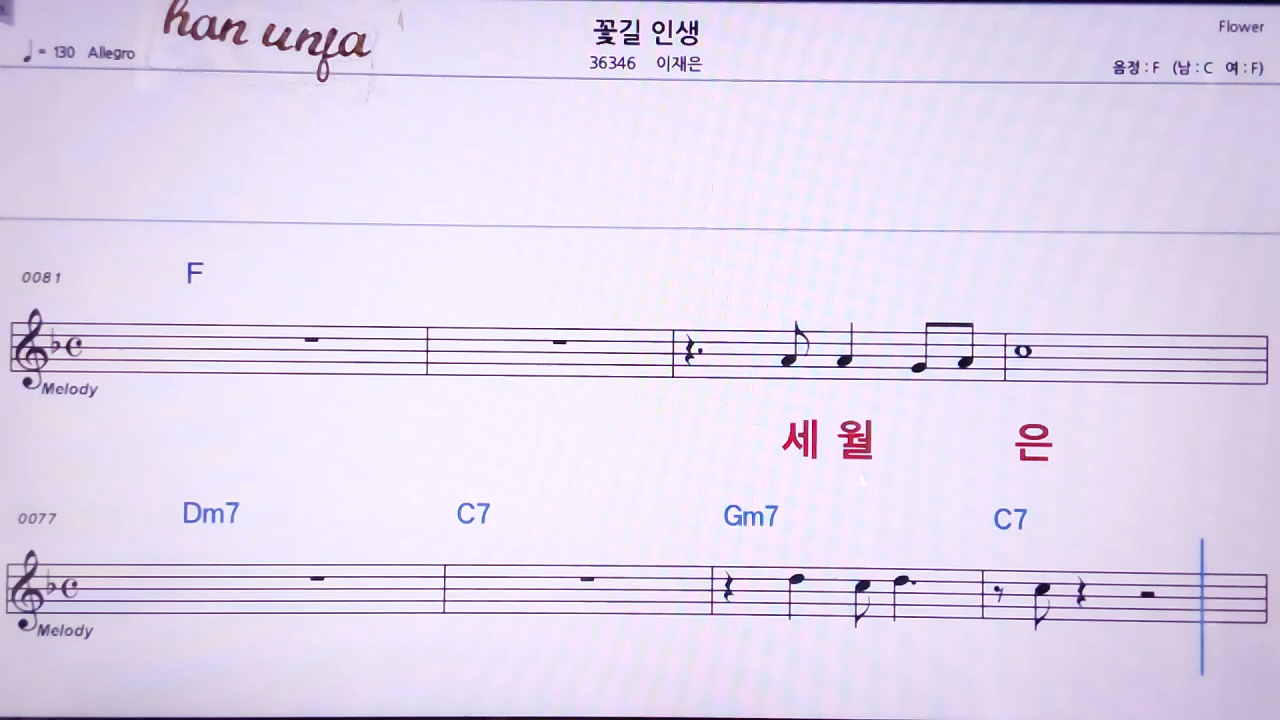 han unja
꽃길 인생
Flower
♩= 130 Allegro
36346 이재은
음정 : F (남 : C 여 : F)
0081
F
Melody
세 월 은
0077
Dm7 C7 Gm7 C7
Melody